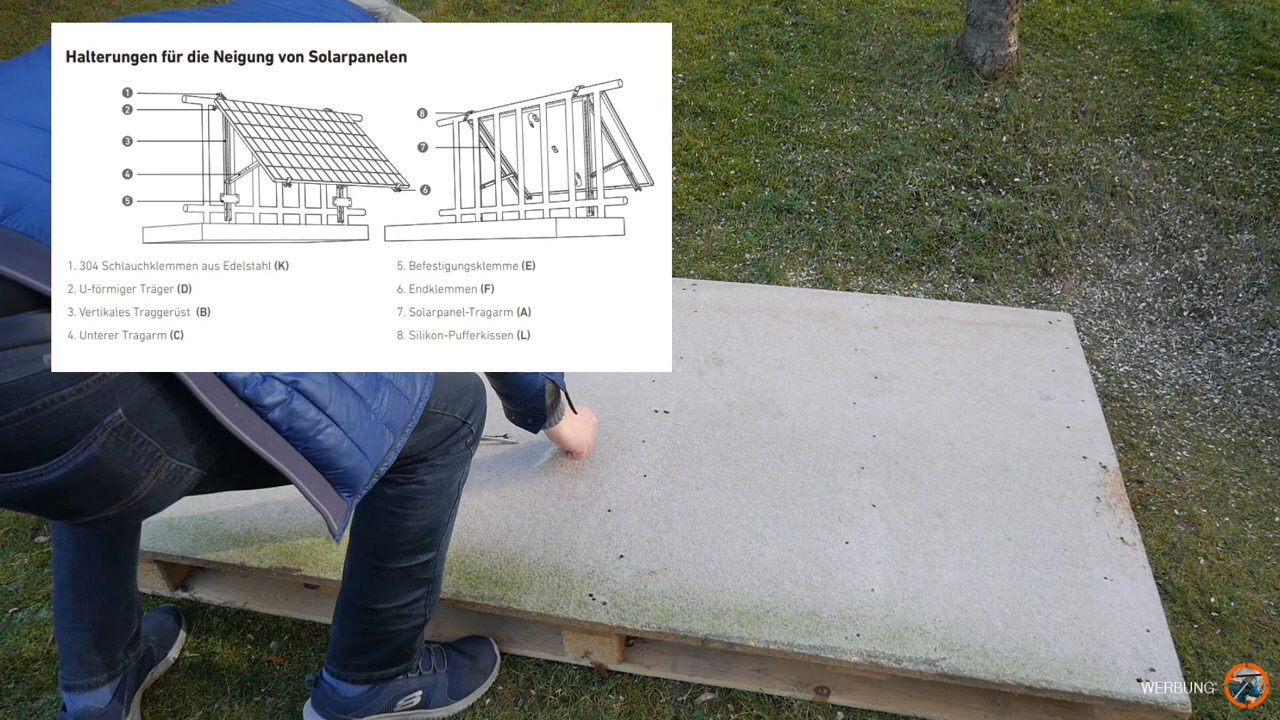 Halterungen für die Neigung von Solarpanelen
1
2
3
4
5
6
8
7
1. 304 Schlauchklemmen aus Edelstahl (K)
2. U-förmiger Träger (D)
3. Vertikales Traggerüst (B)
4. Unterer Tragarm (C)
5. Befestigungsklemme (E)
6. Endklemmen (F)
7. Solarpanel-Tragarm (A)
8. Silikon-Pufferkissen (L)
WERBUNG